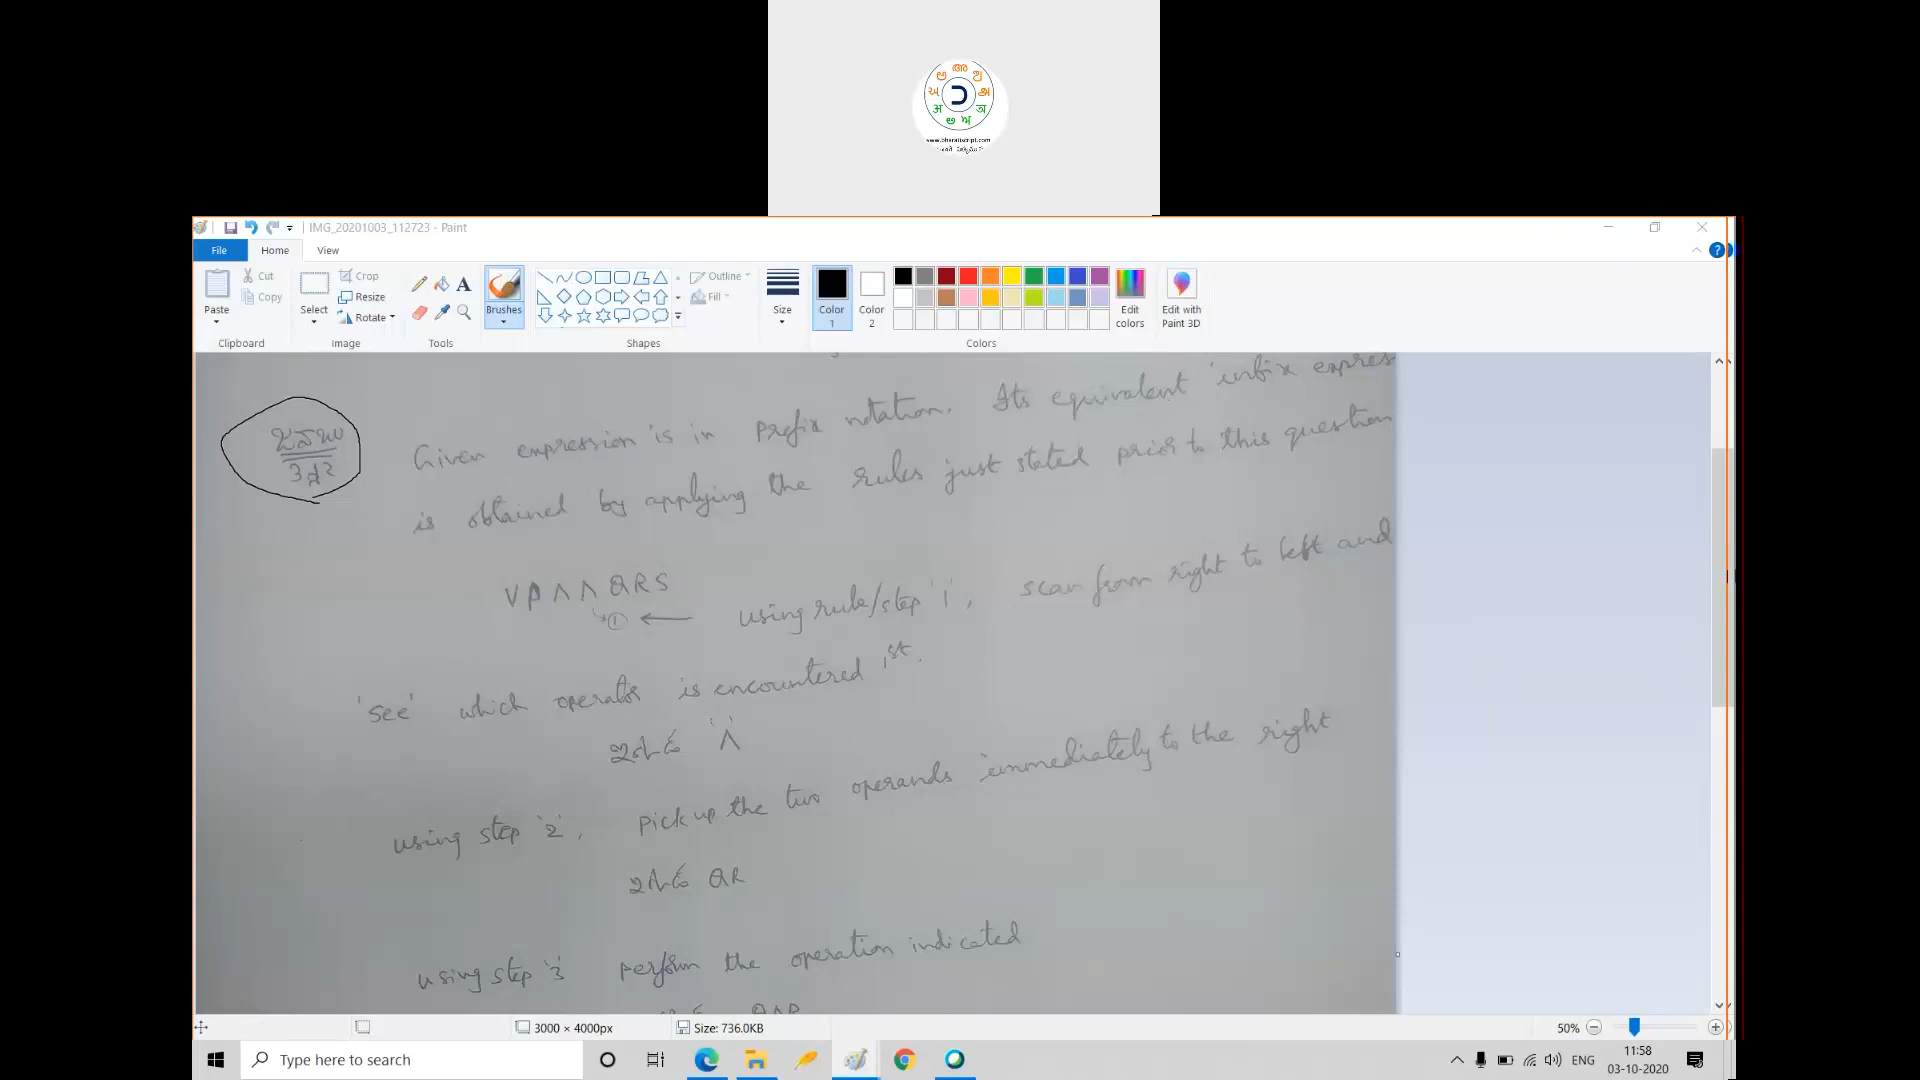 www.bharatiscript.com
IMG_20201003_112723 - Paint
File Home View
Paste Cut Copy Clipboard
Select Crop Resize Rotate Image
Tools
Brushes
Outline Fill Shapes
Size
Color 1 Color 2 Edit colors Colors
Edit with Paint 3D
Given expression is in prefix notation. Its equivalent infix expres
is obtained by applying the rules just stated prior to this question
∨P∧∧QRS
① ← using rule/step '1', scan from right to left and
'see' which operator is encountered 1st.
'∧'
using step '2', pick up the two operands immediately to the right
QR
using step '3' perform the operation indicated
Q∧R
3000 × 4000px Size: 736.0KB 50%
Type here to search ENG 11:58
03-10-2020